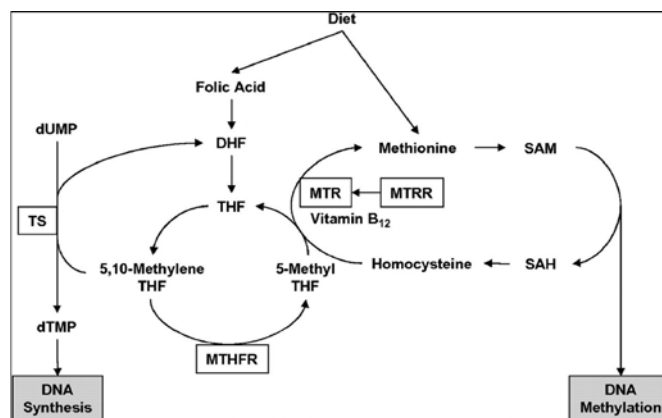 Diet
Folic Acid
dUMP
DHF
Methionine
SAM
MTR
MTRR
TS
THF
Vitamin B12
5,10-Methylene
THF
5-Methyl
THF
Homocysteine
SAH
dTMP
MTHFR
DNA
Synthesis
DNA
Methylation